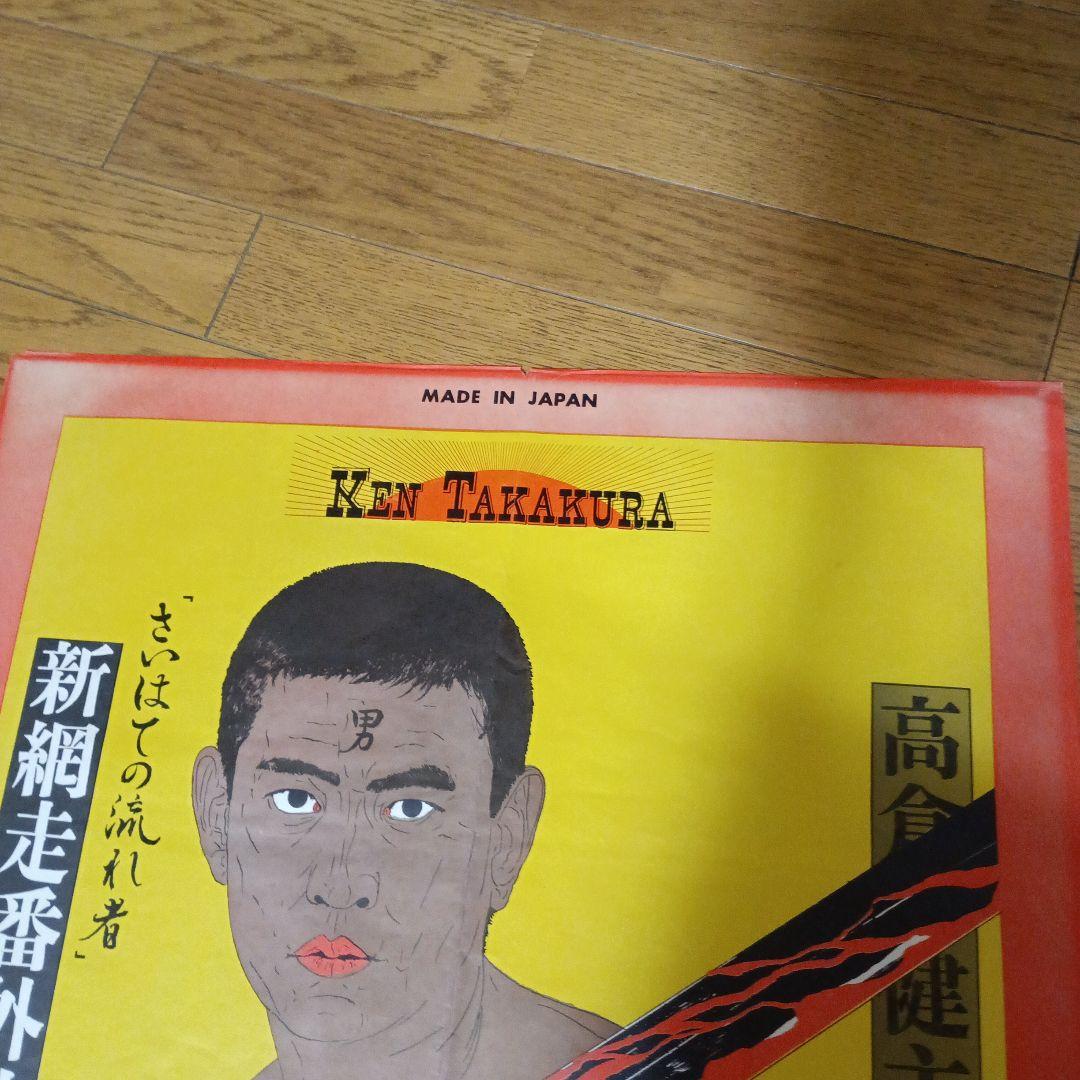 MADE IN JAPAN
KEN TAKAKURA
高倉健主
男
「さいはての流れ者」
新網走番外